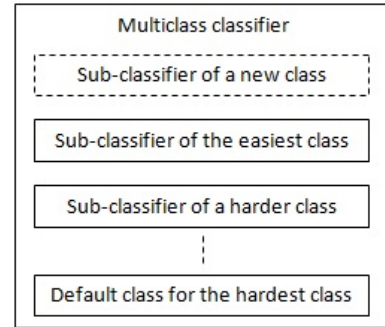 Multiclass classifier
Sub-classifier of a new class
Sub-classifier of the easiest class
Sub-classifier of a harder class
Default class for the hardest class